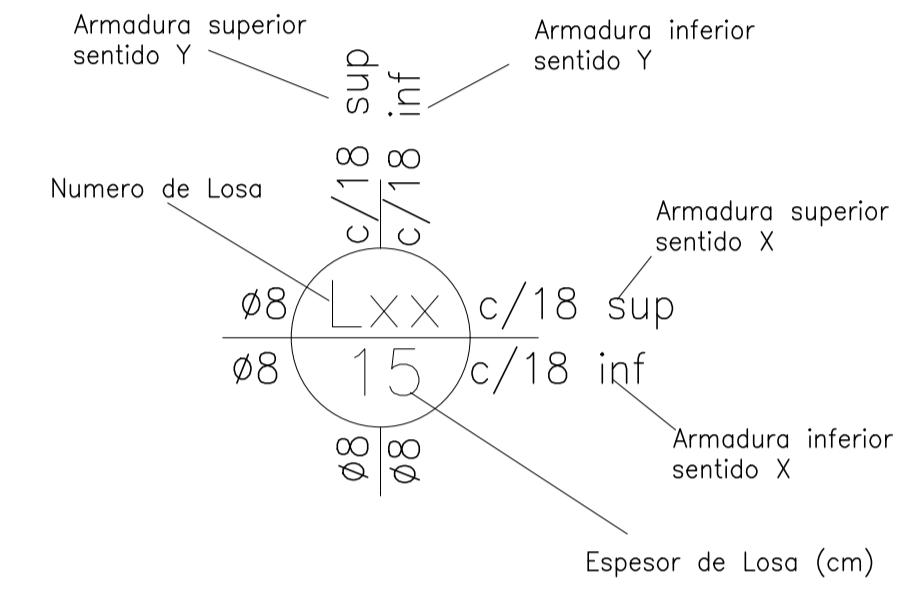 Armadura superior
sentido Y
Armadura inferior
sentido Y
c/18 sup
c/18 inf
Numero de Losa
Armadura superior
sentido X
ø8 Lxx c/18 sup
ø8 15 c/18 inf
ø8
ø8
Armadura inferior
sentido X
Espesor de Losa (cm)